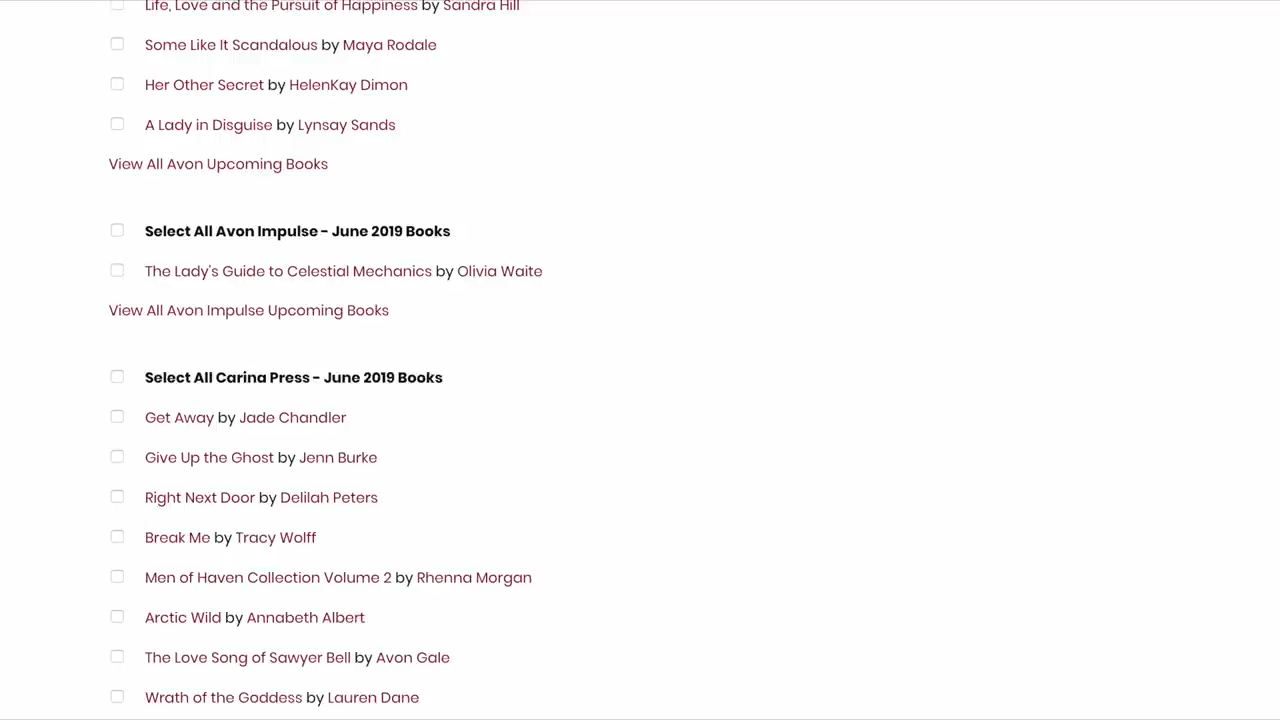 Life, Love and the Pursuit of Happiness by Sandra Hill
Some Like It Scandalous by Maya Rodale
Her Other Secret by HelenKay Dimon
A Lady in Disguise by Lynsay Sands
View All Avon Upcoming Books
Select All Avon Impulse - June 2019 Books
The Lady's Guide to Celestial Mechanics by Olivia Waite
View All Avon Impulse Upcoming Books
Select All Carina Press - June 2019 Books
Get Away by Jade Chandler
Give Up the Ghost by Jenn Burke
Right Next Door by Delilah Peters
Break Me by Tracy Wolff
Men of Haven Collection Volume 2 by Rhenna Morgan
Arctic Wild by Annabeth Albert
The Love Song of Sawyer Bell by Avon Gale
Wrath of the Goddess by Lauren Dane